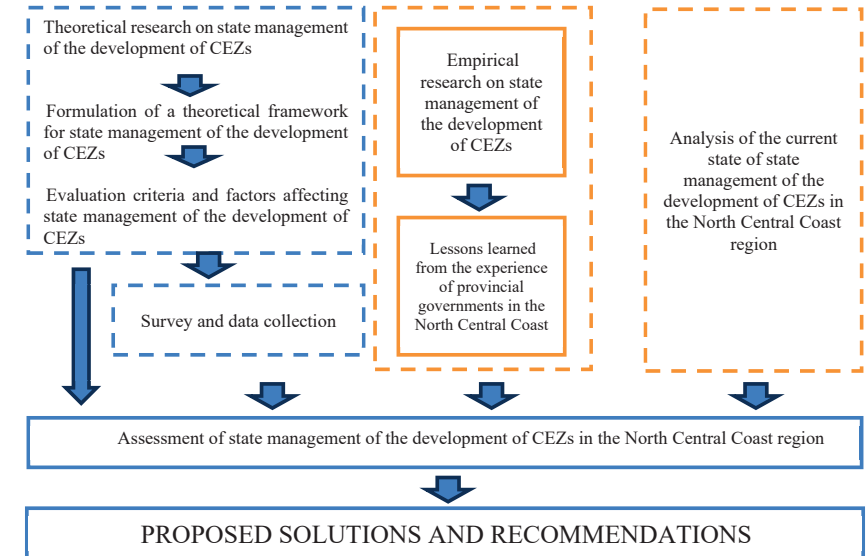 Theoretical research on state management
of the development of CEZs
Formulation of a theoretical framework
for state management of the development
of CEZs
Evaluation criteria and factors affecting
state management of the development of
CEZs
Survey and data collection
Empirical
research on state
management of
the development
of CEZs
Lessons learned
from the experience
of provincial
governments in the
North Central Coast
Analysis of the current
state of state
management of the
development of CEZs in
the North Central Coast
region
Assessment of state management of the development of CEZs in the North Central Coast region
PROPOSED SOLUTIONS AND RECOMMENDATIONS